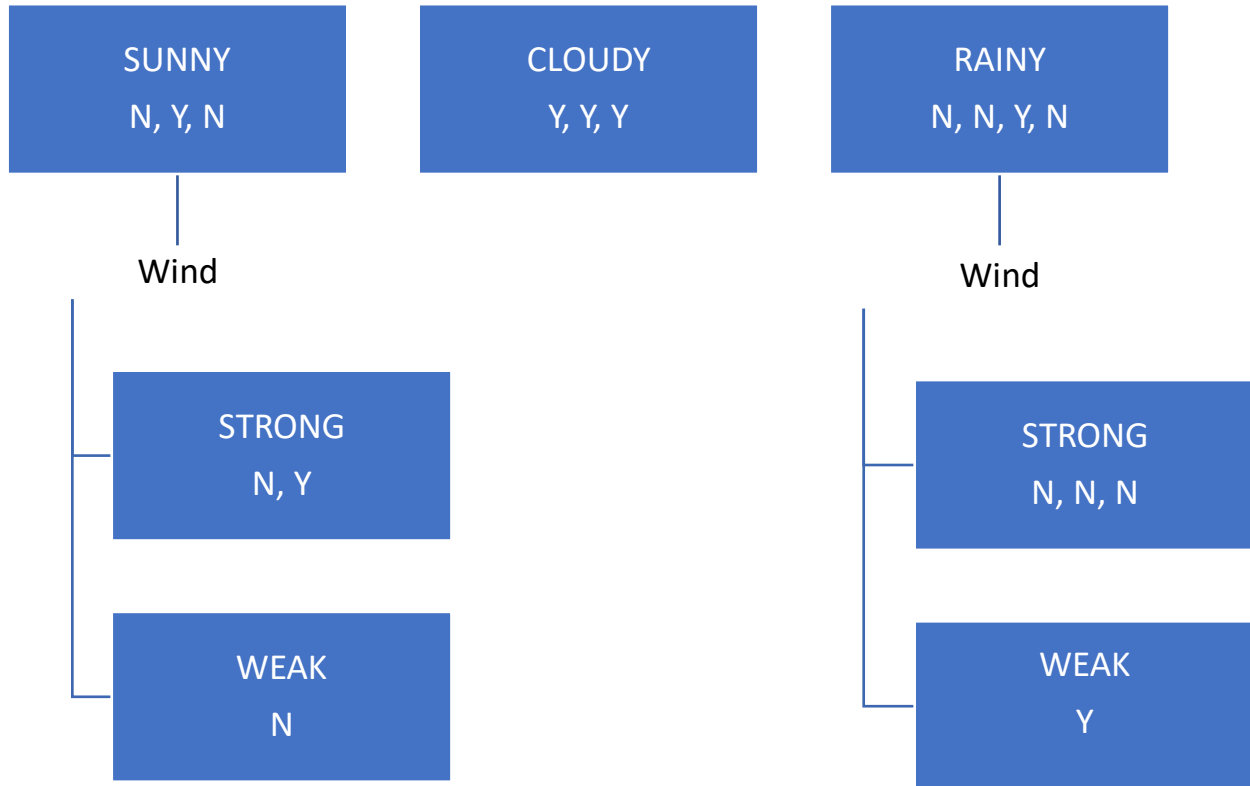 SUNNY
N, Y, N
CLOUDY
Y, Y, Y
RAINY
N, N, Y, N
Wind
STRONG
N, Y
WEAK
N
Wind
STRONG
N, N, N
WEAK
Y